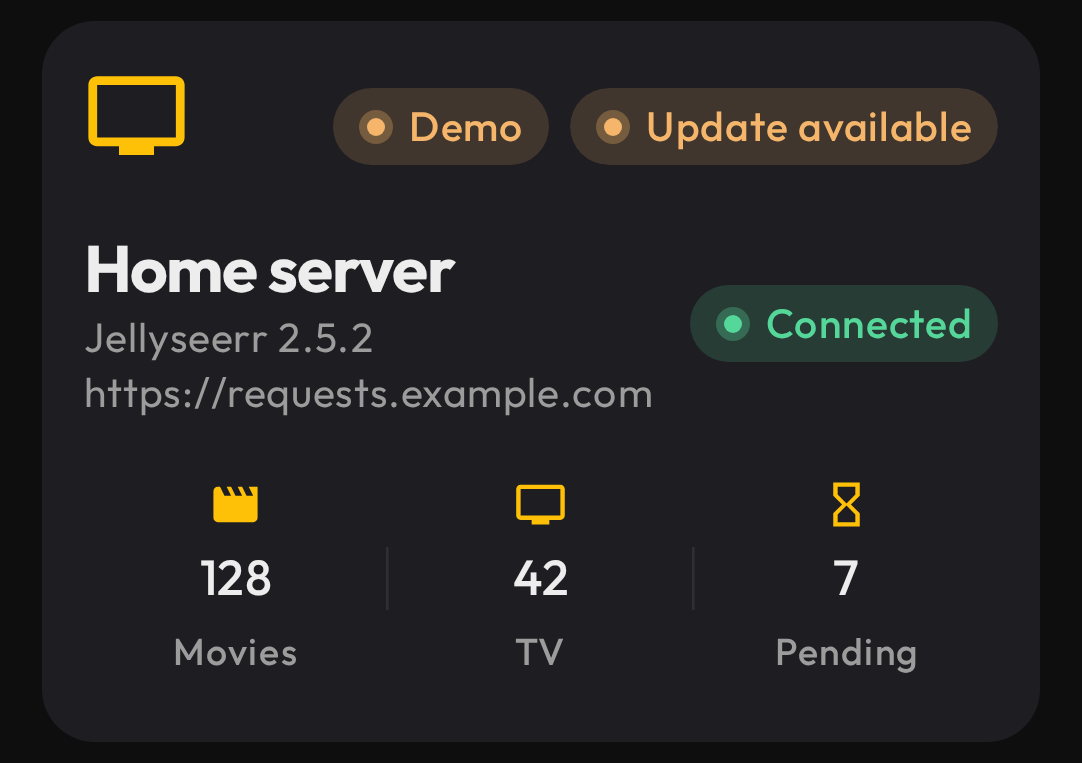 Demo
Update available
Home server
Jellyseerr 2.5.2
https://requests.example.com
Connected
128
42
7
Movies
TV
Pending